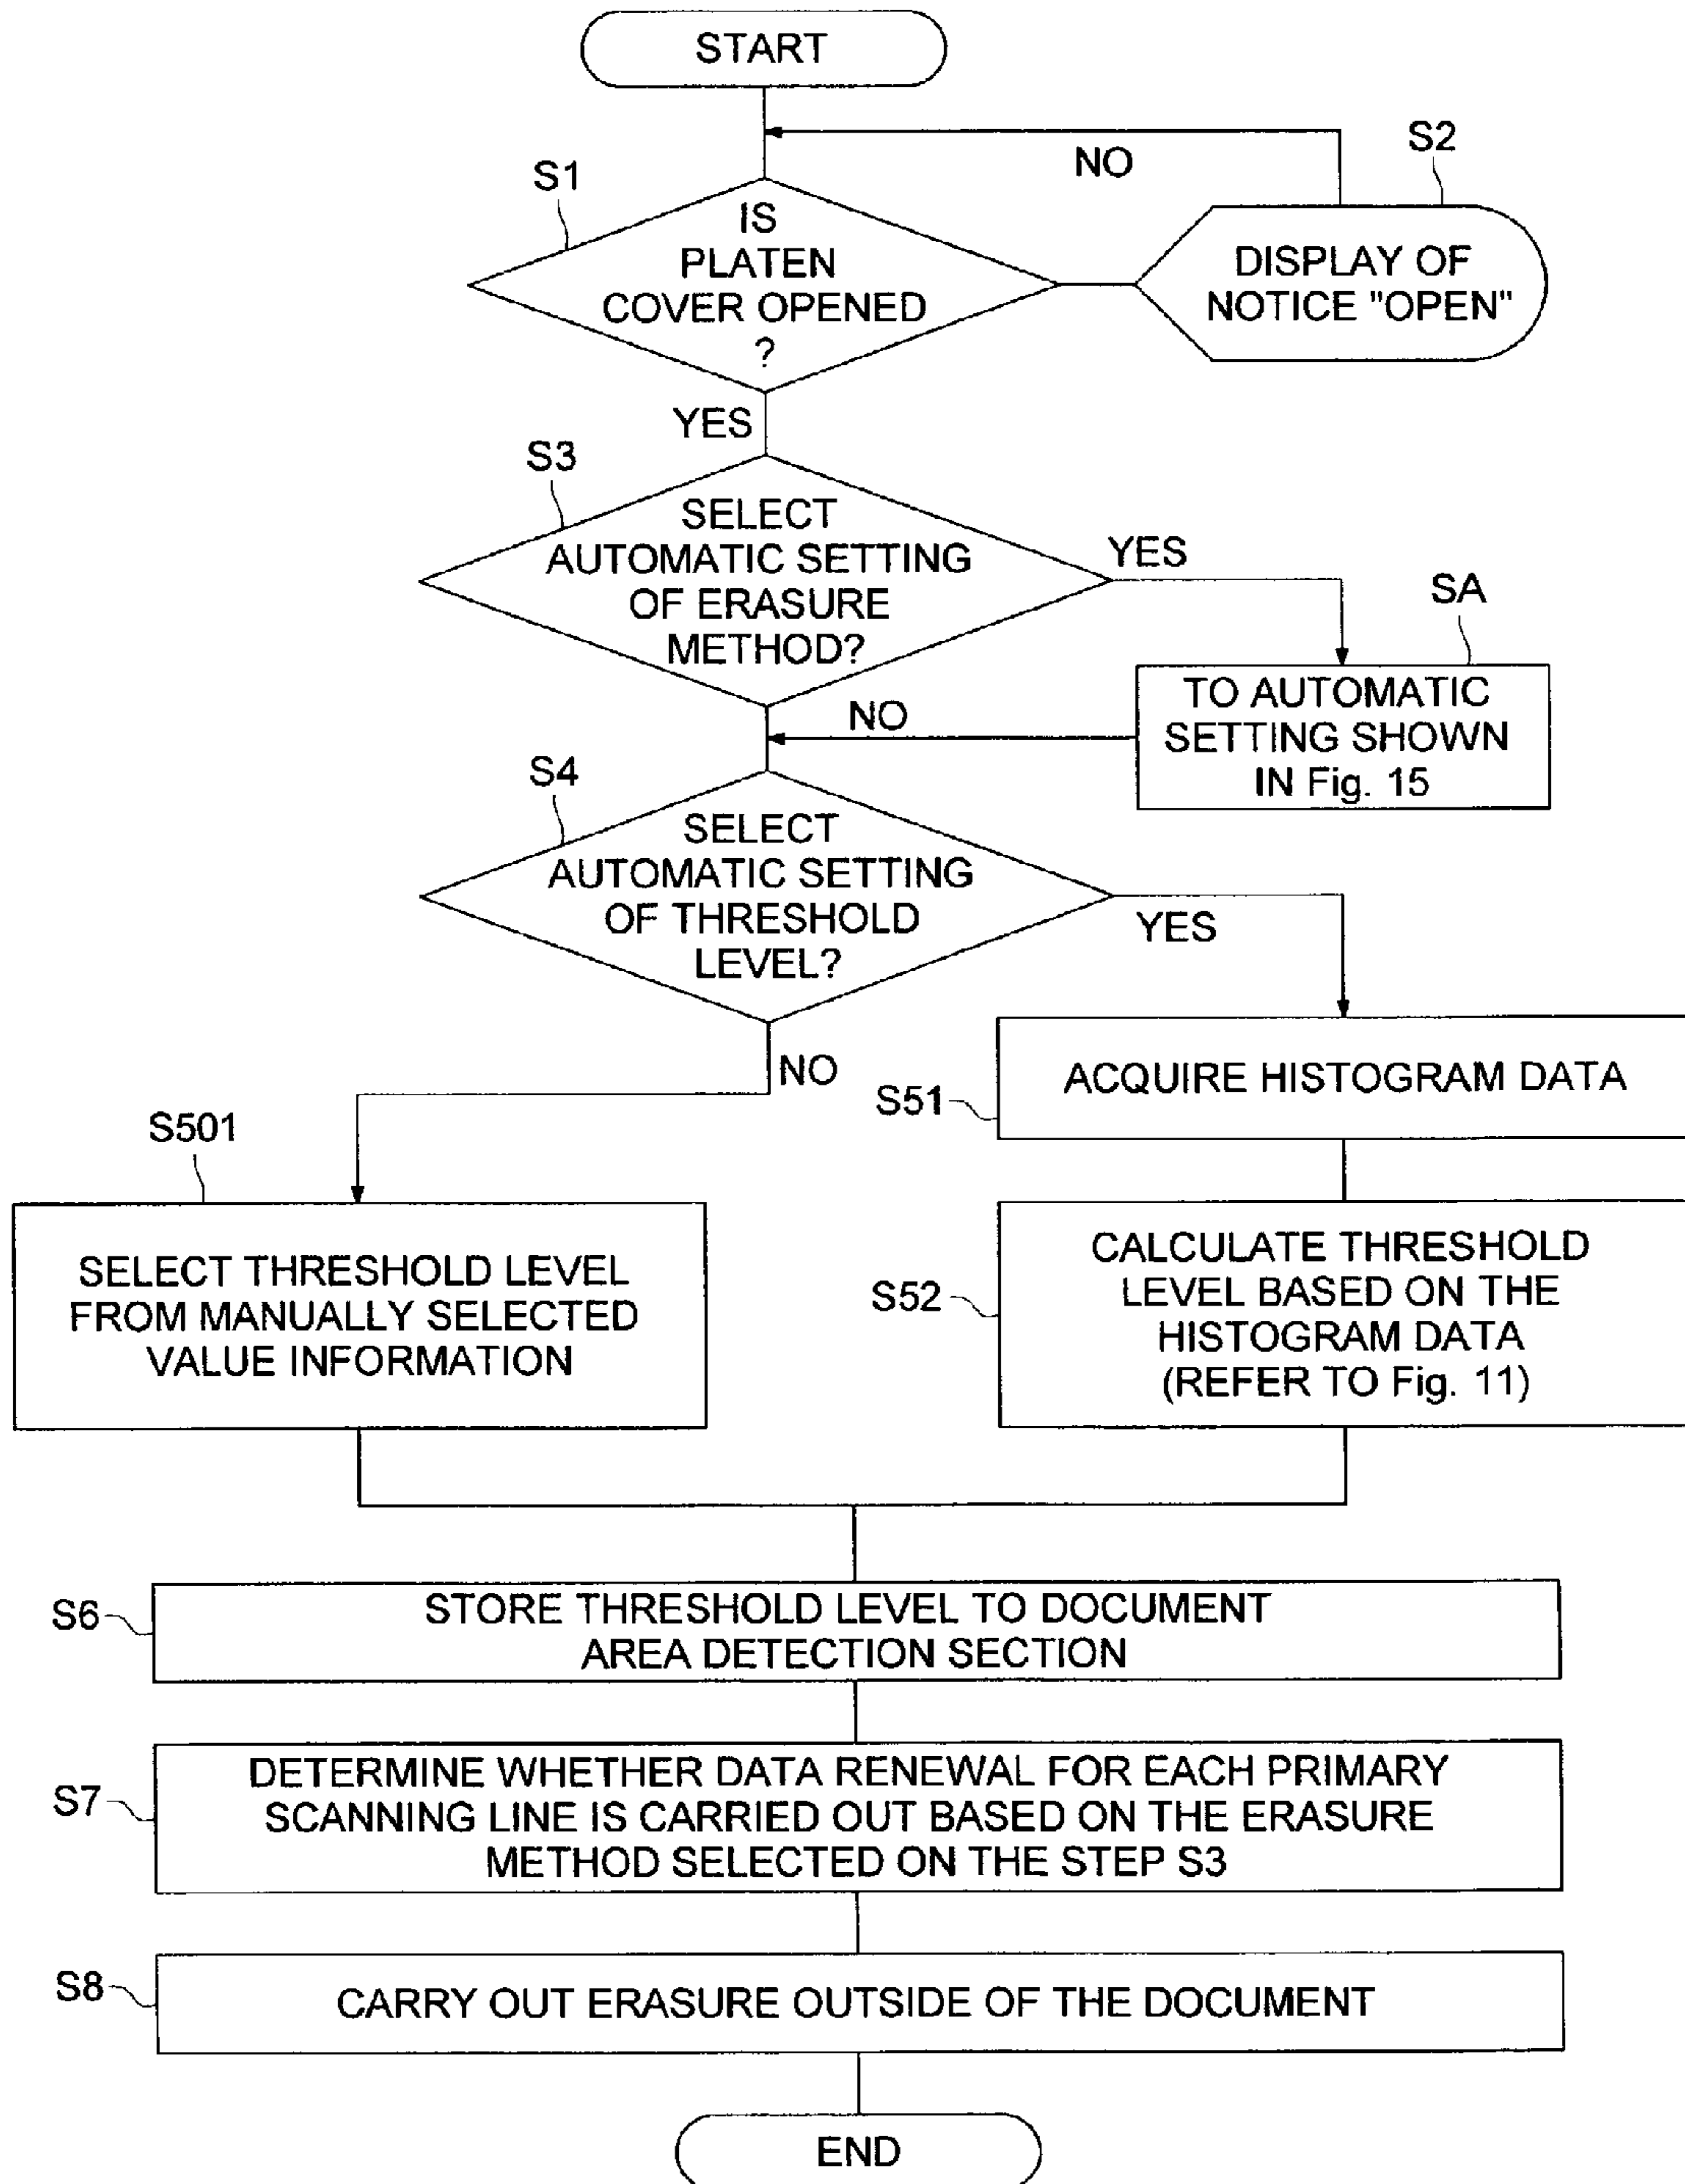 START
S1
IS
PLATEN
COVER OPENED
?
NO
S2
DISPLAY OF
NOTICE "OPEN"
YES
S3
SELECT
AUTOMATIC SETTING
OF ERASURE
METHOD?
YES
SA
TO AUTOMATIC
SETTING SHOWN
IN Fig. 15
NO
S4
SELECT
AUTOMATIC SETTING
OF THRESHOLD
LEVEL?
YES
NO
S51
ACQUIRE HISTOGRAM DATA
S501
SELECT THRESHOLD LEVEL
FROM MANUALLY SELECTED
VALUE INFORMATION
S52
CALCULATE THRESHOLD
LEVEL BASED ON THE
HISTOGRAM DATA
(REFER TO Fig. 11)
S6
STORE THRESHOLD LEVEL TO DOCUMENT
AREA DETECTION SECTION
S7
DETERMINE WHETHER DATA RENEWAL FOR EACH PRIMARY
SCANNING LINE IS CARRIED OUT BASED ON THE ERASURE
METHOD SELECTED ON THE STEP S3
S8
CARRY OUT ERASURE OUTSIDE OF THE DOCUMENT
END